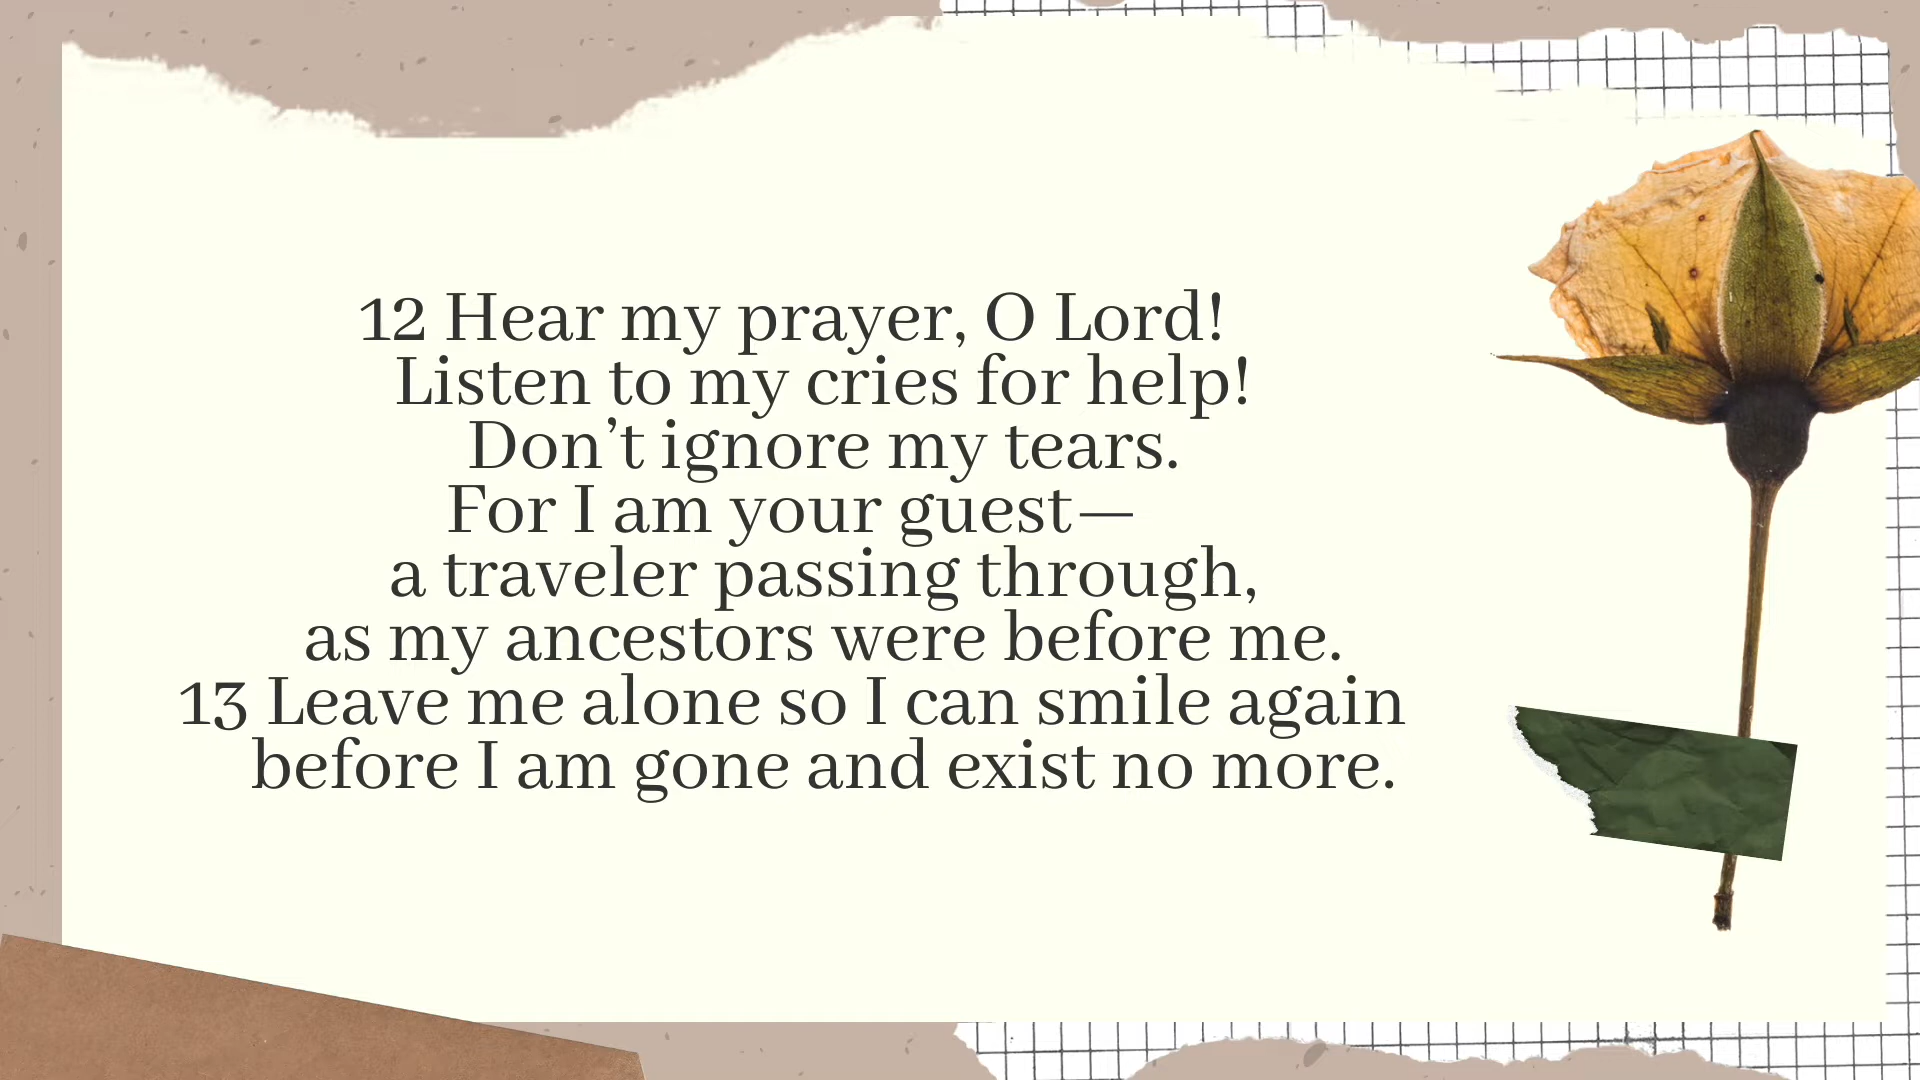 12 Hear my prayer, O Lord!
Listen to my cries for help!
Don’t ignore my tears.
For I am your guest—
a traveler passing through,
as my ancestors were before me.
13 Leave me alone so I can smile again
before I am gone and exist no more.